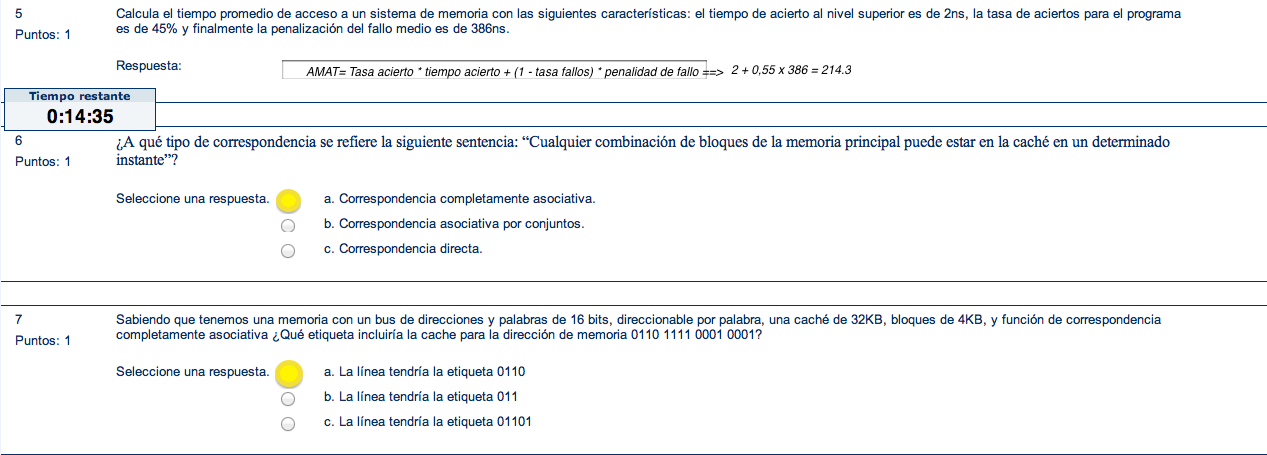 5
Puntos: 1
Calcula el tiempo promedio de acceso a un sistema de memoria con las siguientes características: el tiempo de acierto al nivel superior es de 2ns, la tasa de aciertos para el programa
es de 45% y finalmente la penalización del fallo medio es de 386ns.
Respuesta:
AMAT= Tasa acierto * tiempo acierto + (1 - tasa fallos) * penalidad de fallo ==> 2 + 0,55 x 386 = 214.3
Tiempo restante
0:14:35
6
Puntos: 1
¿A qué tipo de correspondencia se refiere la siguiente sentencia: “Cualquier combinación de bloques de la memoria principal puede estar en la caché en un determinado
instante”?
Seleccione una respuesta.
a. Correspondencia completamente asociativa.
b. Correspondencia asociativa por conjuntos.
c. Correspondencia directa.
7
Puntos: 1
Sabiendo que tenemos una memoria con un bus de direcciones y palabras de 16 bits, direccionable por palabra, una caché de 32KB, bloques de 4KB, y función de correspondencia
completamente asociativa ¿Qué etiqueta incluiría la cache para la dirección de memoria 0110 1111 0001 0001?
Seleccione una respuesta.
a. La línea tendría la etiqueta 0110
b. La línea tendría la etiqueta 011
c. La línea tendría la etiqueta 01101